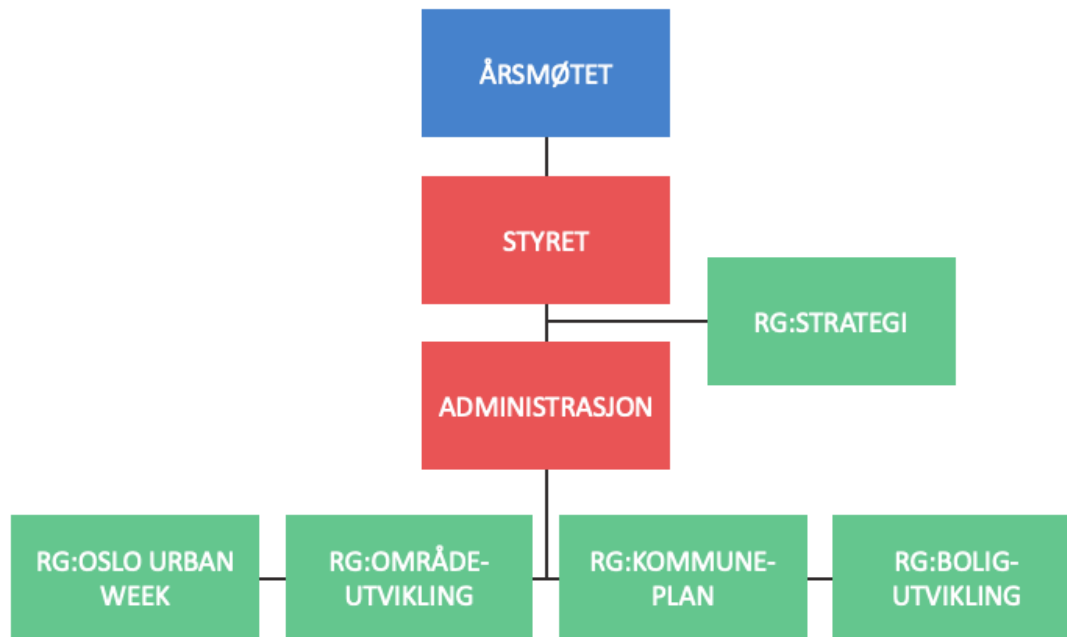 ÅRSMØTET
STYRET
RG:STRATEGI
ADMINISTRASJON
RG:OSLO URBAN
WEEK
RG:OMRÅDE-
UTVIKLING
RG:KOMMUNE-
PLAN
RG:BOLIG-
UTVIKLING